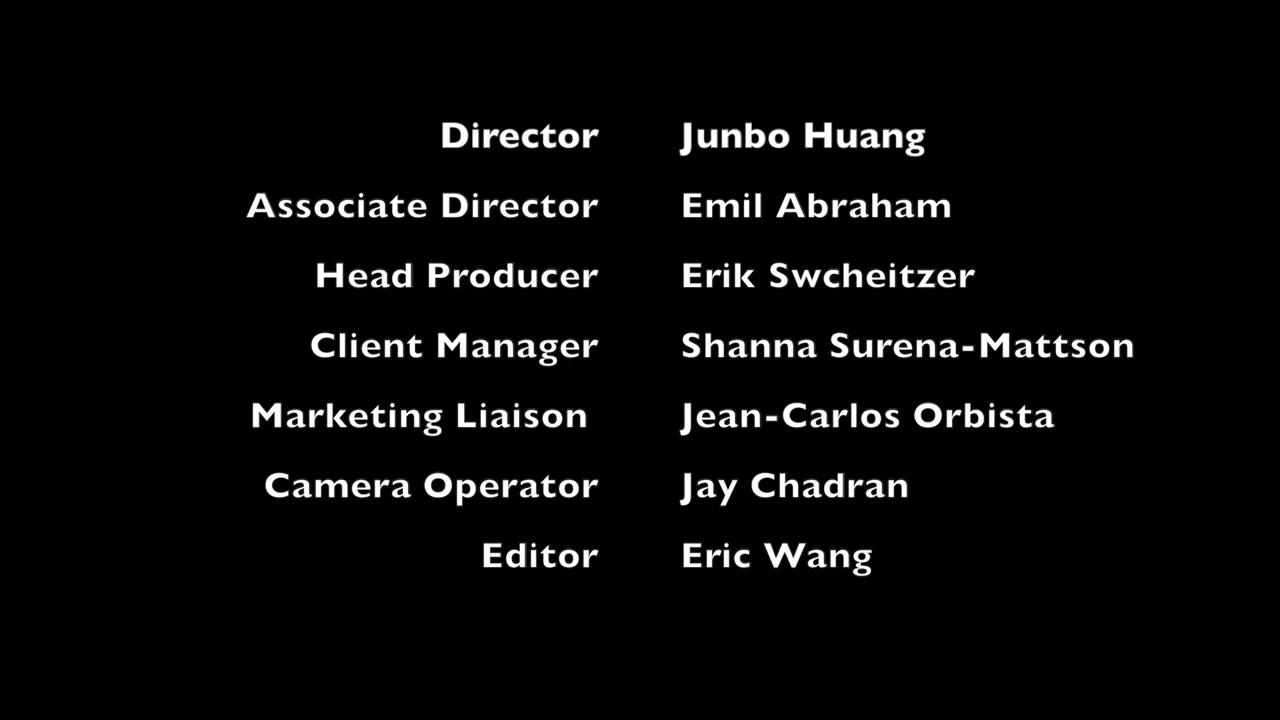 Director Junbo Huang
Associate Director Emil Abraham
Head Producer Erik Swcheitzer
Client Manager Shanna Surena-Mattson
Marketing Liaison Jean-Carlos Orbista
Camera Operator Jay Chadran
Editor Eric Wang